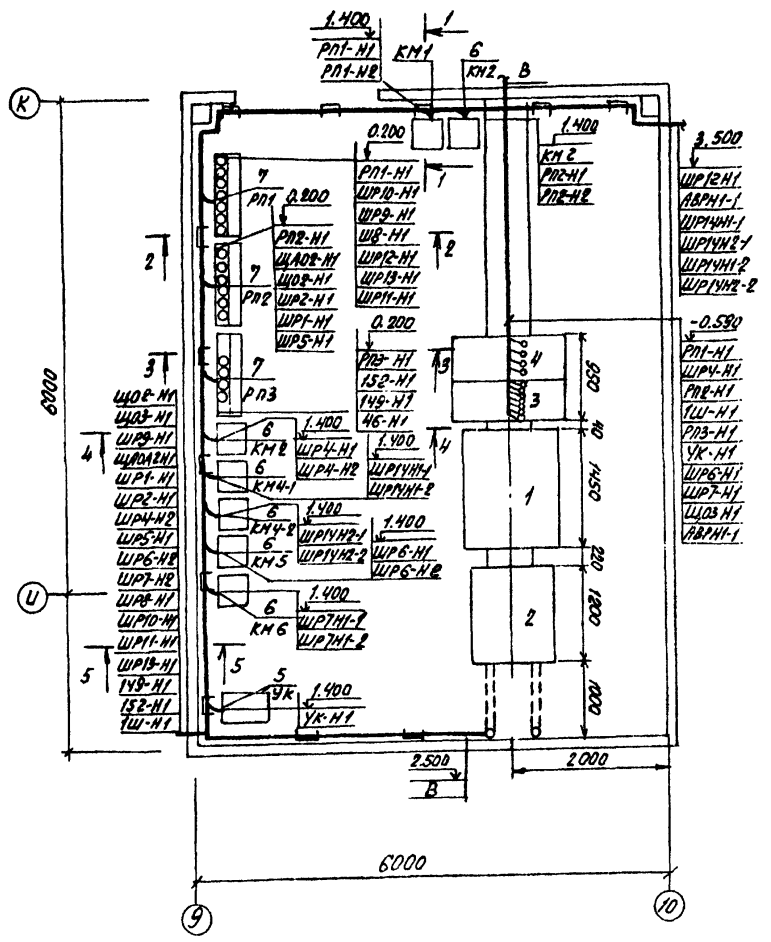 1.400
РП1-Н1
РП1-Н2
КМ1
1
6
КМ2
В
К
0.200
РП1-Н1
ШР10-Н1
ШР9-Н1
Ш8-Н1
ШР12-Н1
ШР13-Н1
ШР11-Н1
1
1.400
КМ2
РП2-Н1
РП2-Н2
3.500
ШР12Н1
АВРН1-1
ШР14Н1-1
ШР14Н2-1
ШР14Н1-2
ШР14Н2-2
7
РП1
0.200
РП2-Н1
ЩАО2-Н1
ЩО2-Н1
ШР2-Н1
ШР1-Н1
ШР5-Н1
2
2
7
РП2
0.200
РП3-Н1
152-Н1
149-Н1
46-Н1
-0.590
РП1-Н1
ШР4-Н1
РП2-Н1
1Ш-Н1
РП3-Н1
УК-Н1
ШР6-Н1
ШР7-Н1
ЩО3 Н1
АВРН1-1
3
3
7
РП3
4
3
950
40
1450
220
1200
1000
6000
ЩО2-Н1
ЩО3-Н1
ШР9-Н1
ЩАОА2Н1
ШР1-Н1
ШР2-Н1
ШР4-Н2
ШР5-Н1
ШР6-Н2
ШР7-Н2
ШР8-Н1
ШР10-Н1
ШР11-Н1
ШР13-Н1
149-Н1
152-Н1
1Ш-Н1
4
4
6
КМ2
1.400
ШР4-Н1
ШР4-Н2
6
КМ4-1
1.400
ШР14Н1-1
ШР14Н1-2
6
КМ4-2
1.400
ШР14Н2-1
ШР14Н2-2
6
КМ5
1.400
ШР6-Н1
ШР6-Н2
1
И
6
КМ6
1.400
ШР7Н1-1
ШР7Н1-2
2
5
5
5
УК
1.400
УК-Н1
2.500
В
2000
6000
9
10